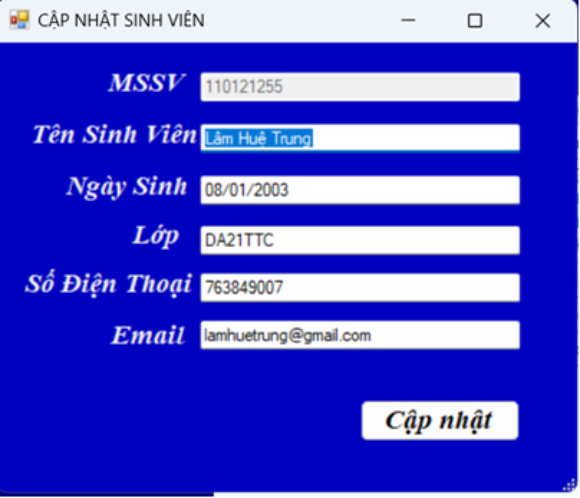 CẬP NHẬT SINH VIÊN
MSSV 110121255
Tên Sinh Viên Lâm Huê Trung
Ngày Sinh 08/01/2003
Lớp DA21TTC
Số Điện Thoại 763849007
Email lamhuetrung@gmail.com
Cập nhật